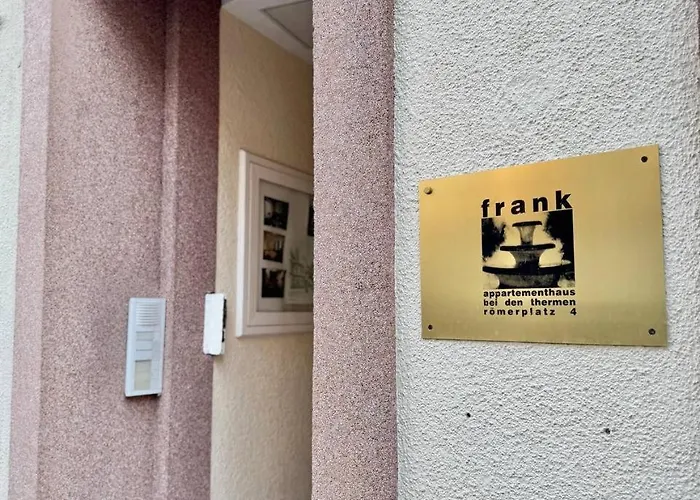 frank
appartementhaus
bei den thermen
römerplatz 4